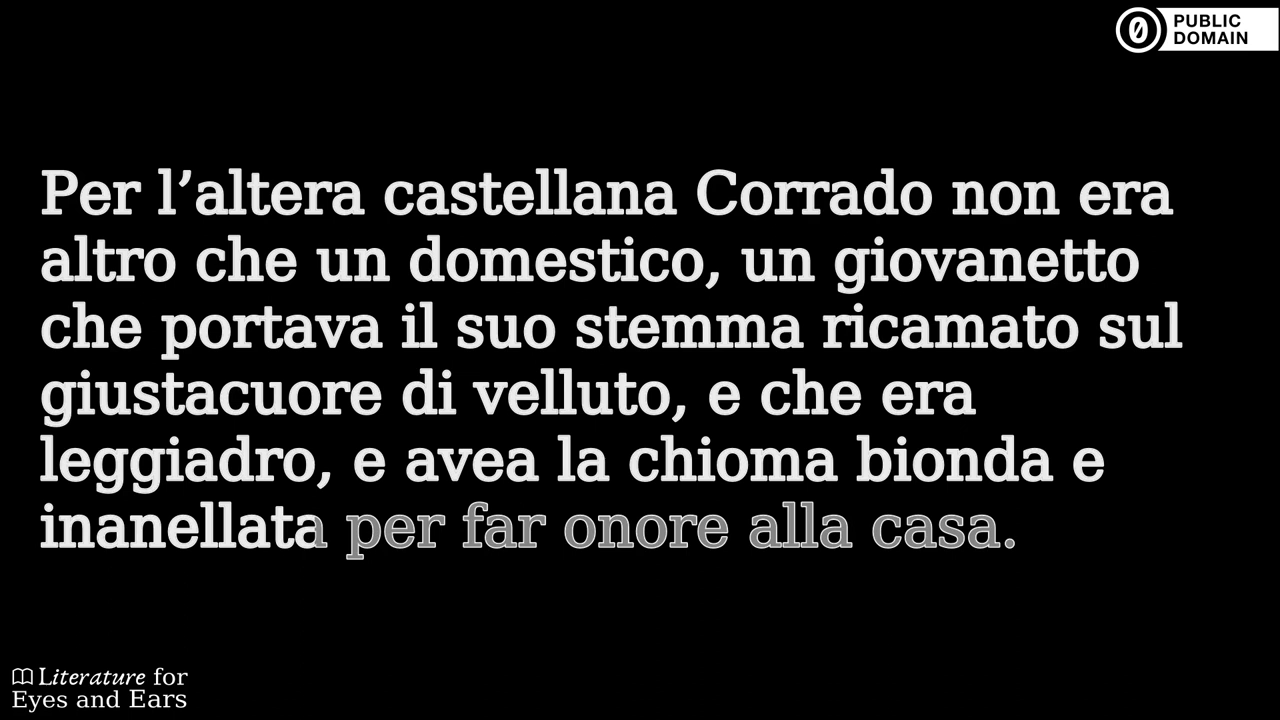 0 PUBLIC
DOMAIN
Per l’altera castellana Corrado non era
altro che un domestico, un giovanetto
che portava il suo stemma ricamato sul
giustacuore di velluto, e che era
leggiadro, e avea la chioma bionda e
inanellata per far onore alla casa.
Literature for
Eyes and Ears